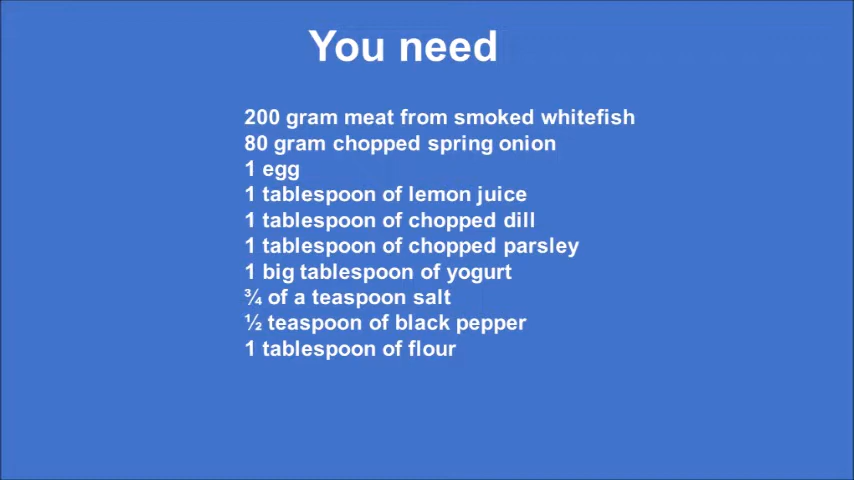 You need
200 gram meat from smoked whitefish
80 gram chopped spring onion
1 egg
1 tablespoon of lemon juice
1 tablespoon of chopped dill
1 tablespoon of chopped parsley
1 big tablespoon of yogurt
¾ of a teaspoon salt
½ teaspoon of black pepper
1 tablespoon of flour